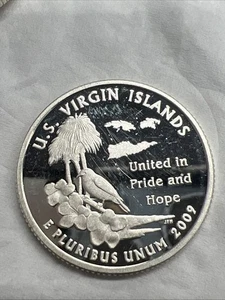 U.S. VIRGIN ISLANDS
United in
Pride and
Hope
E PLURIBUS UNUM 2009